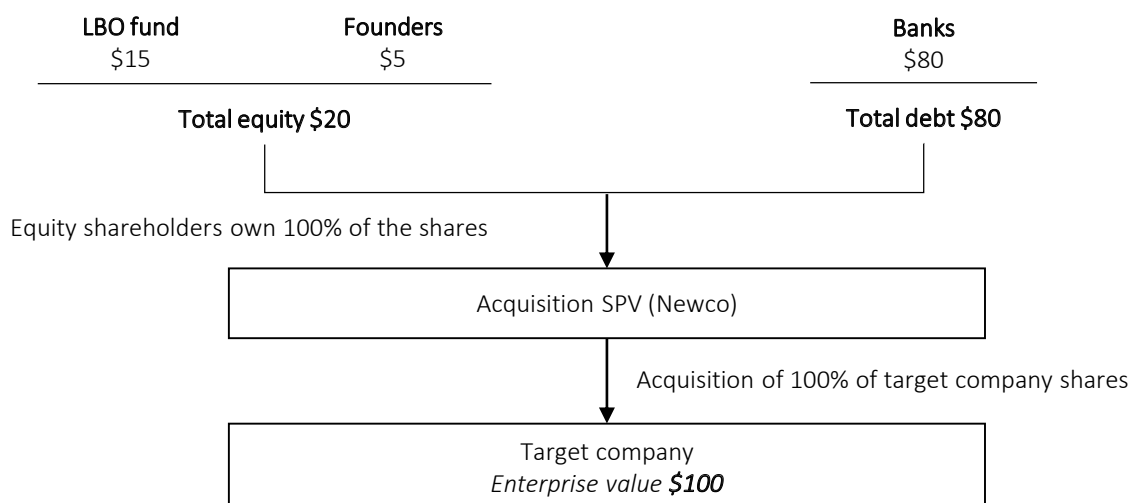 LBO fund
$15
Founders
$5
Banks
$80
Total equity $20
Total debt $80
Equity shareholders own 100% of the shares
Acquisition SPV (Newco)
Acquisition of 100% of target company shares
Target company
Enterprise value $100